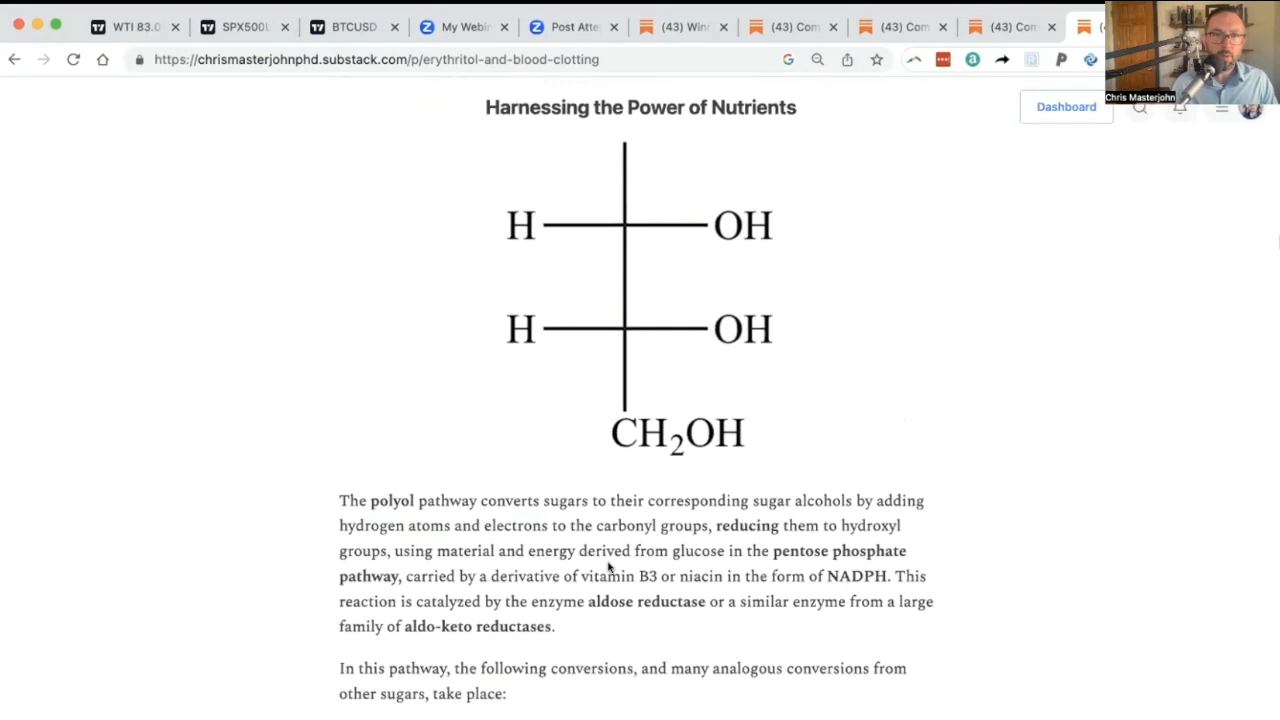 WTI 83.0
SPX500U
BTCUSD
My Webin
Post Atte
(43) Winn
(43) Com
(43) Com
(43) Com
https://chrismasterjohnphd.substack.com/p/erythritol-and-blood-clotting
Chris Masterjohn
Harnessing the Power of Nutrients
Dashboard
H OH
H OH
CH₂OH
The polyol pathway converts sugars to their corresponding sugar alcohols by adding
hydrogen atoms and electrons to the carbonyl groups, reducing them to hydroxyl
groups, using material and energy derived from glucose in the pentose phosphate
pathway, carried by a derivative of vitamin B3 or niacin in the form of NADPH. This
reaction is catalyzed by the enzyme aldose reductase or a similar enzyme from a large
family of aldo-keto reductases.
In this pathway, the following conversions, and many analogous conversions from
other sugars, take place: